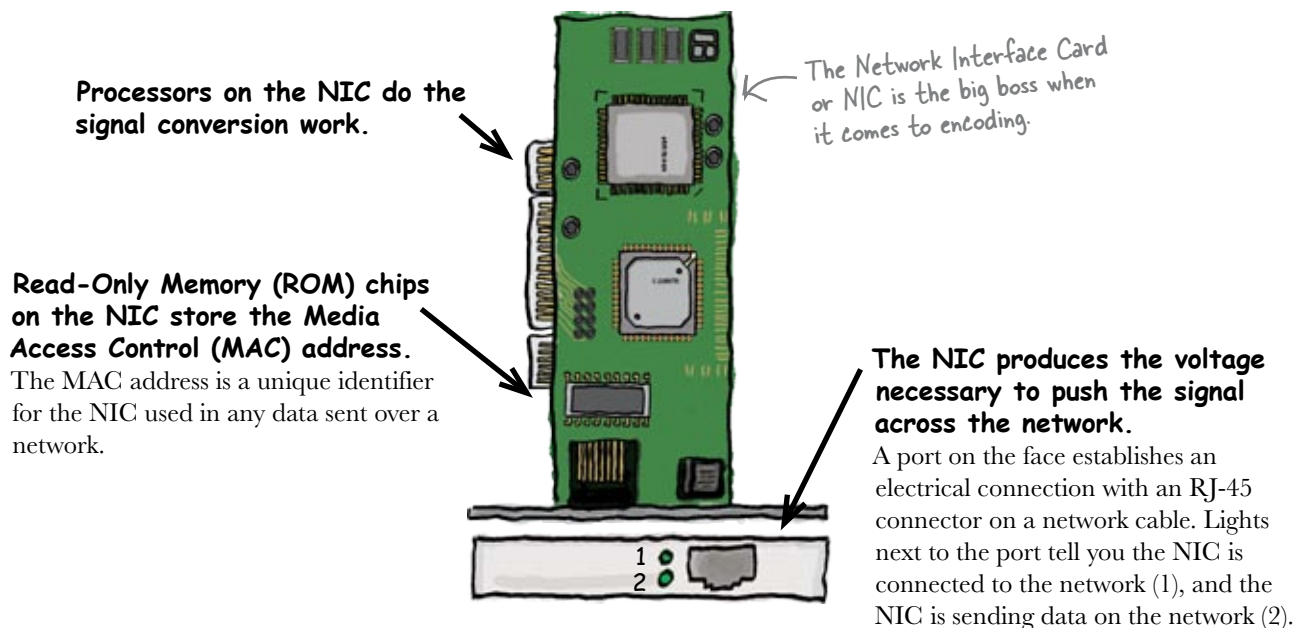 Processors on the NIC do the
signal conversion work.
The Network Interface Card
or NIC is the big boss when
it comes to encoding.
Read-Only Memory (ROM) chips
on the NIC store the Media
Access Control (MAC) address.
The MAC address is a unique identifier
for the NIC used in any data sent over a
network.
The NIC produces the voltage
necessary to push the signal
across the network.
A port on the face establishes an
electrical connection with an RJ-45
connector on a network cable. Lights
next to the port tell you the NIC is
connected to the network (1), and the
NIC is sending data on the network (2).
1
2